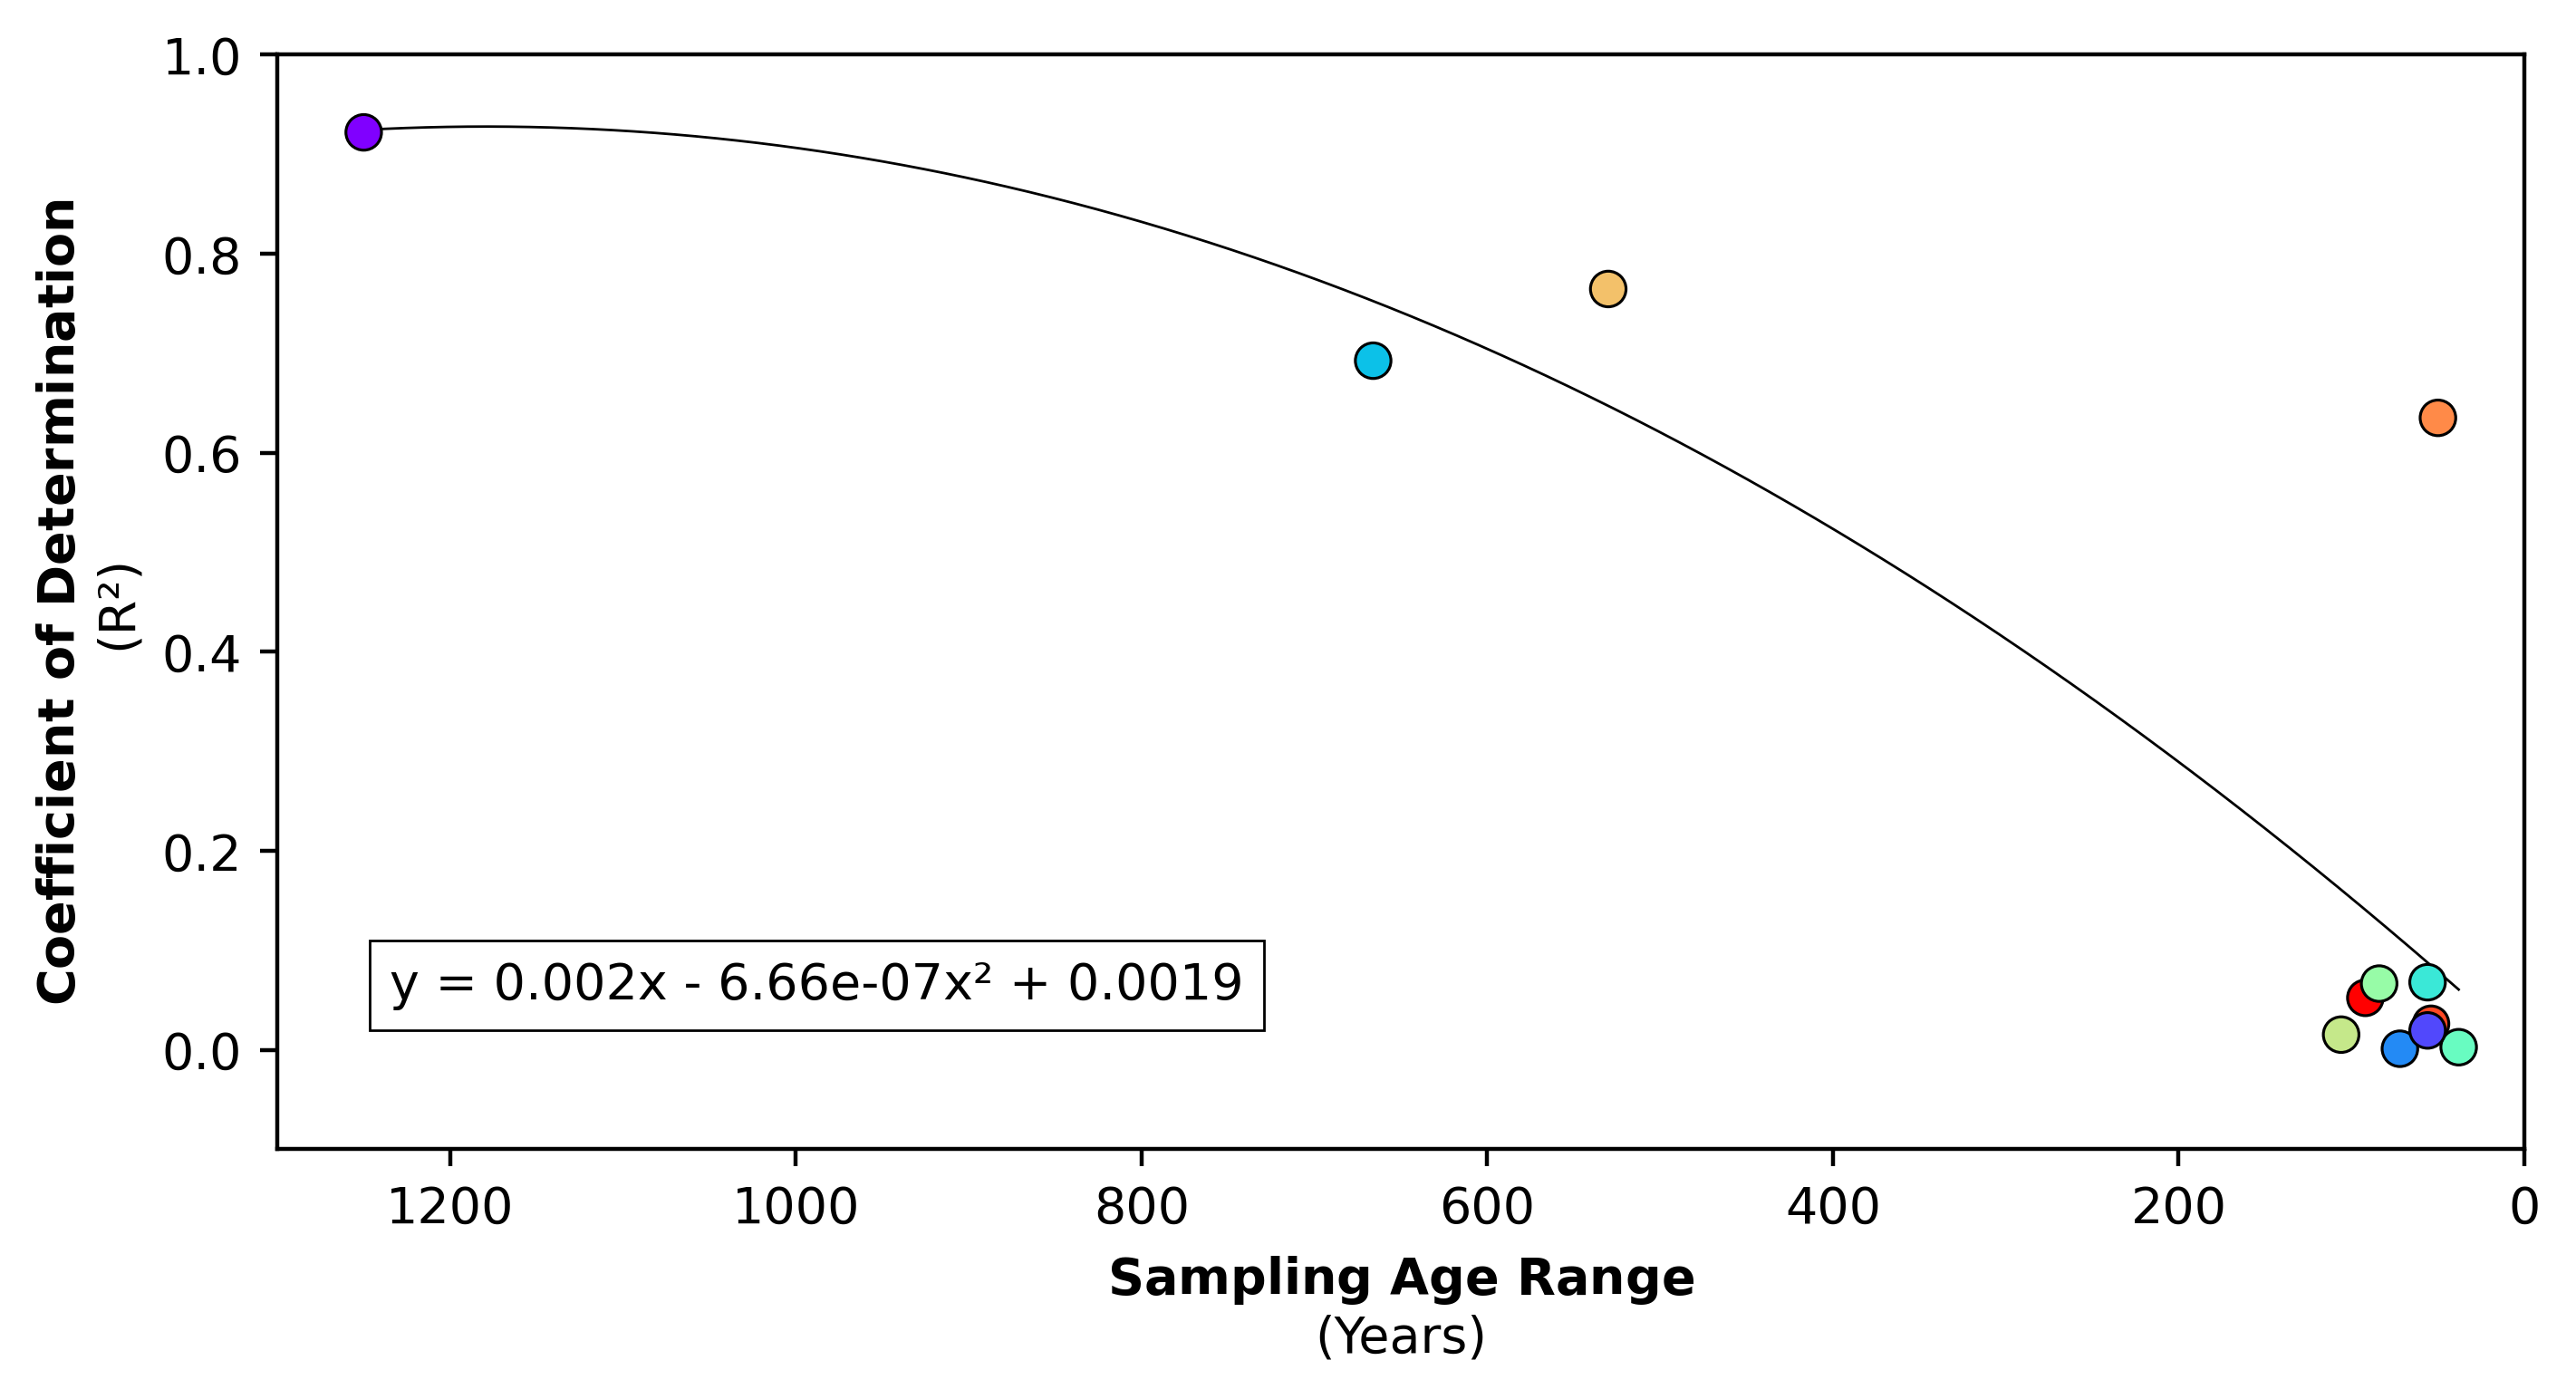 1.0
0.8
0.6
0.4
0.2
0.0
Coefficient of Determination
(R²)
y = 0.002x - 6.66e-07x² + 0.0019
1200 1000 800 600 400 200 0
Sampling Age Range
(Years)